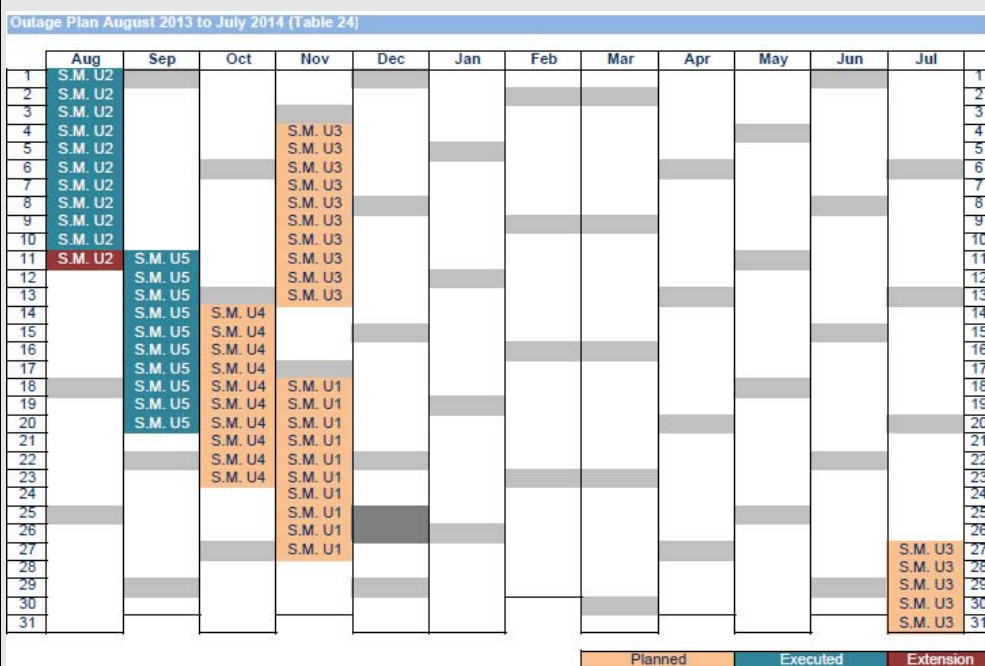 Outage Plan August 2013 to July 2014 (Table 24)
Aug Sep Oct Nov Dec Jan Feb Mar Apr May Jun Jul
1 S.M. U2 1
2 S.M. U2 2
3 S.M. U2 3
4 S.M. U2 S.M. U3 4
5 S.M. U2 S.M. U3 5
6 S.M. U2 S.M. U3 6
7 S.M. U2 S.M. U3 7
8 S.M. U2 S.M. U3 8
9 S.M. U2 S.M. U3 9
10 S.M. U2 S.M. U3 10
11 S.M. U2 S.M. U5 S.M. U3 11
12 S.M. U5 S.M. U3 12
13 S.M. U5 S.M. U3 13
14 S.M. U5 S.M. U4 14
15 S.M. U5 S.M. U4 15
16 S.M. U5 S.M. U4 16
17 S.M. U5 S.M. U4 17
18 S.M. U5 S.M. U4 S.M. U1 18
19 S.M. U5 S.M. U4 S.M. U1 19
20 S.M. U5 S.M. U4 S.M. U1 20
21 S.M. U4 S.M. U1 21
22 S.M. U4 S.M. U1 22
23 S.M. U4 S.M. U1 23
24 S.M. U1 24
25 S.M. U1 25
26 S.M. U1 26
27 S.M. U1 S.M. U3 27
28 S.M. U3 28
29 S.M. U3 29
30 S.M. U3 30
31 S.M. U3 31
Planned Executed Extension